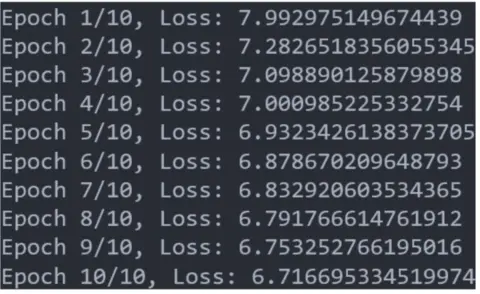 Epoch 1/10, Loss: 7.992975149674439
Epoch 2/10, Loss: 7.2826518356055345
Epoch 3/10, Loss: 7.098890125879898
Epoch 4/10, Loss: 7.000985225332754
Epoch 5/10, Loss: 6.9323426138373705
Epoch 6/10, Loss: 6.878670209648793
Epoch 7/10, Loss: 6.832920603534365
Epoch 8/10, Loss: 6.791766614761912
Epoch 9/10, Loss: 6.753252766195016
Epoch 10/10, Loss: 6.716695334519974